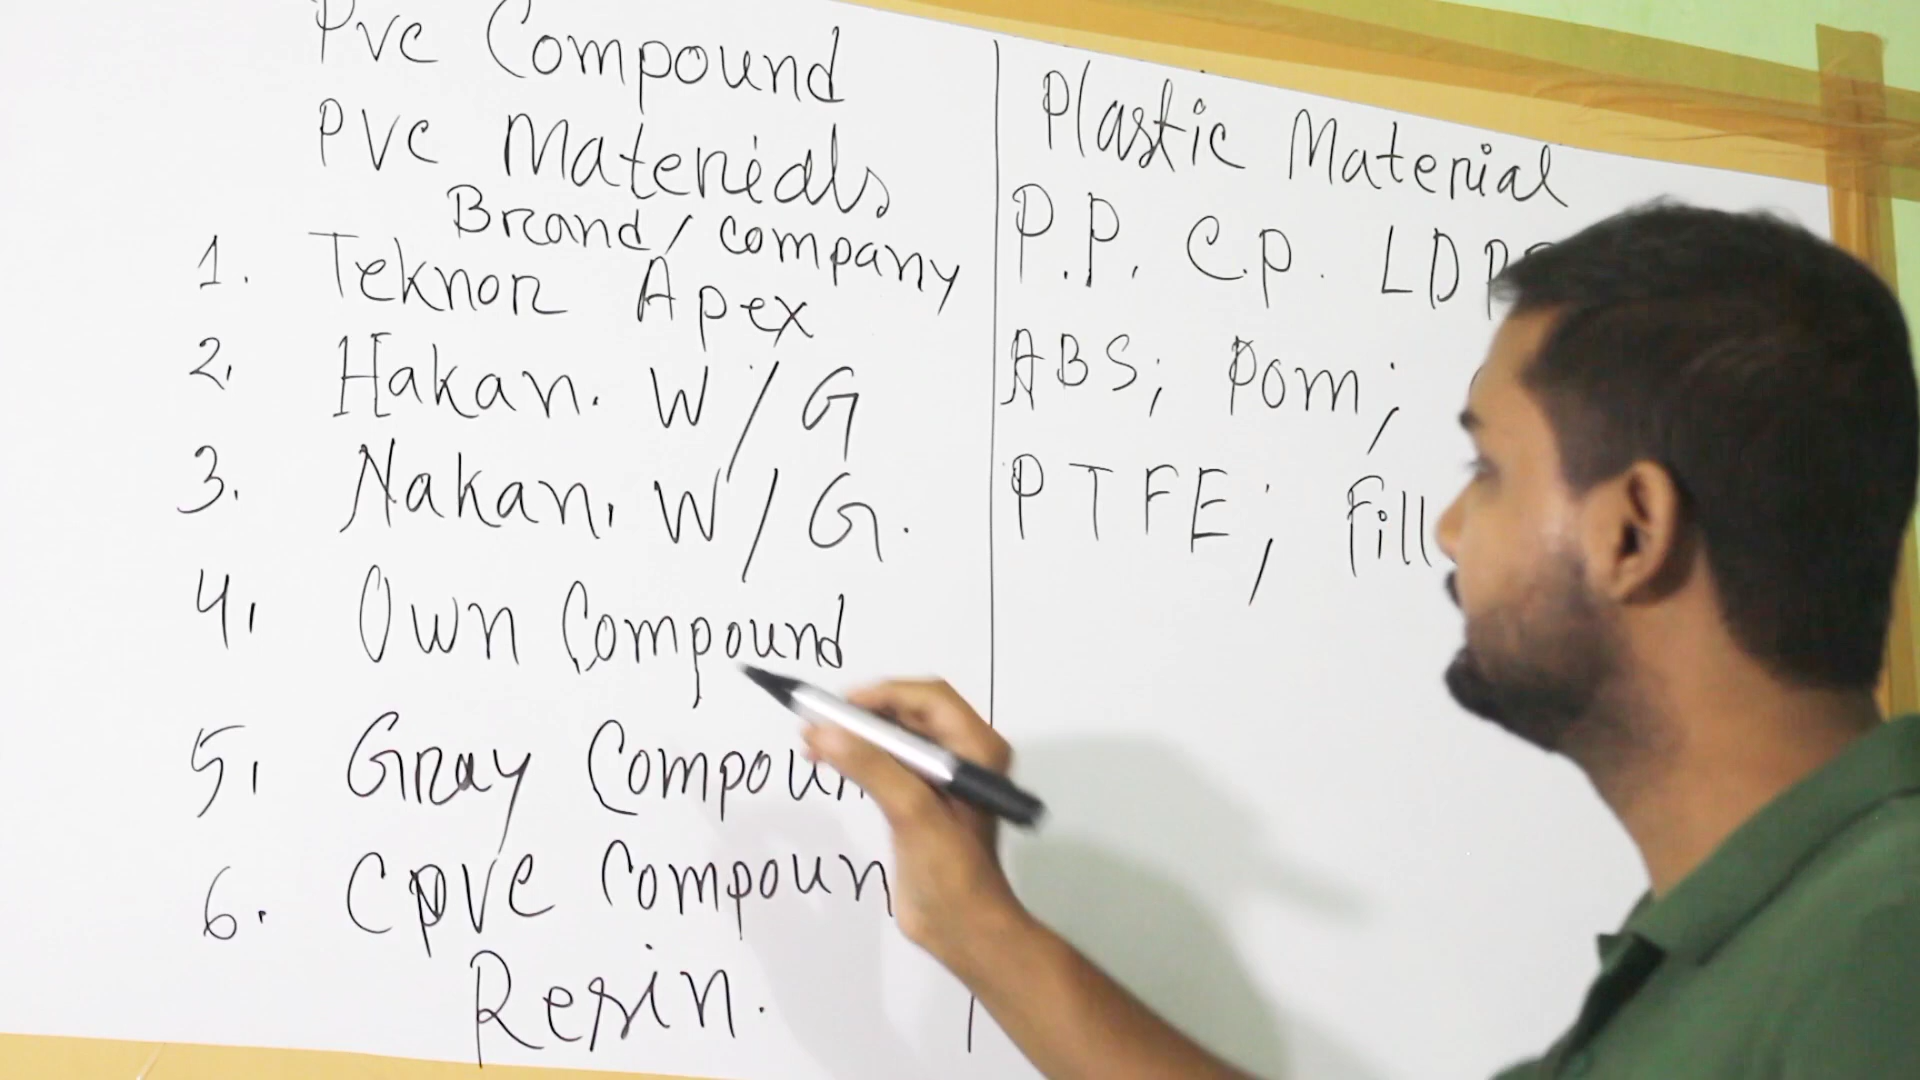 Pvc Compound
PVC Materials
Brand/company
1. Teknor Apex
2. Hakan. W/G
3. Nakan. W/G.
4. Own Compound
5. Gray Compoun
6. CPVC Compoun
Resin.
Plastic Material
P.P. C.P. LDP
ABS; Pom;
PTFE; Fill